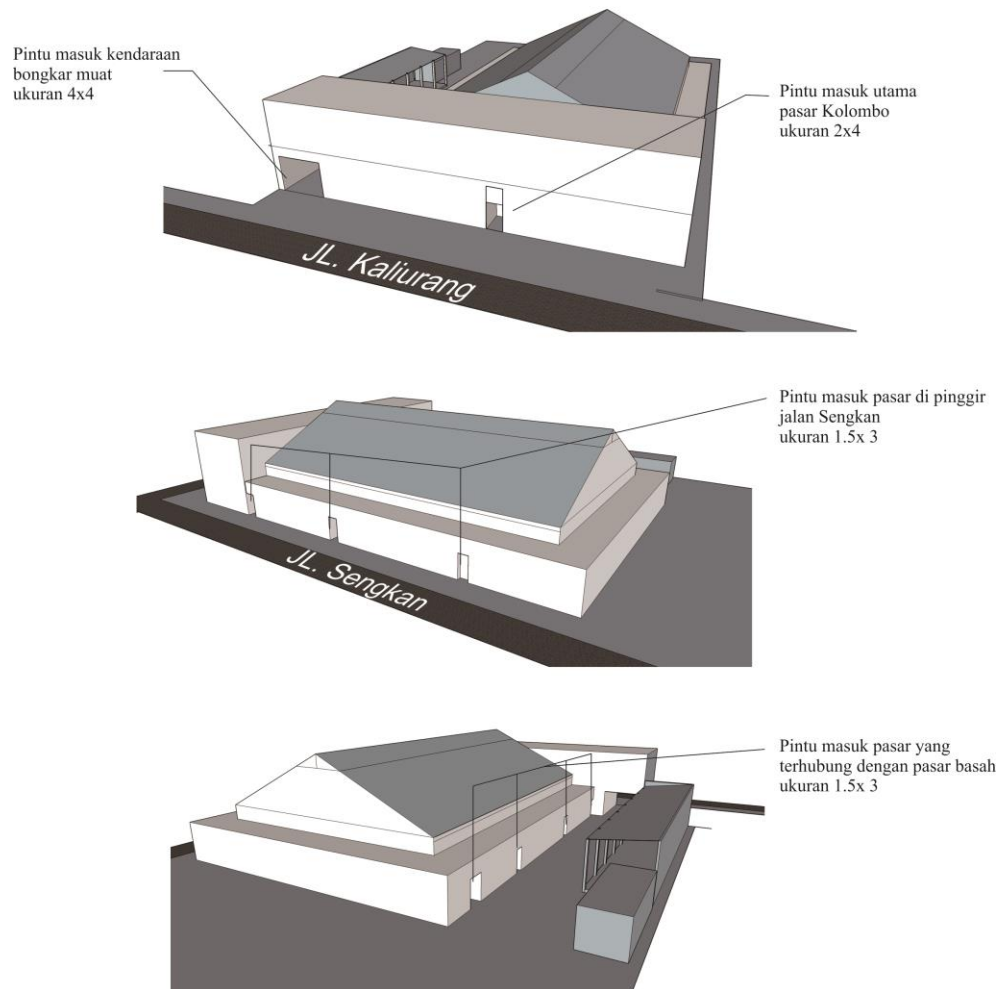 Pintu masuk kendaraan
bongkar muat
ukuran 4x4
Pintu masuk utama
pasar Kolombo
ukuran 2x4
JL. Kaliurang
Pintu masuk pasar di pinggir
jalan Sengkan
ukuran 1.5x 3
JL. Sengkan
Pintu masuk pasar yang
terhubung dengan pasar basah
ukuran 1.5x 3